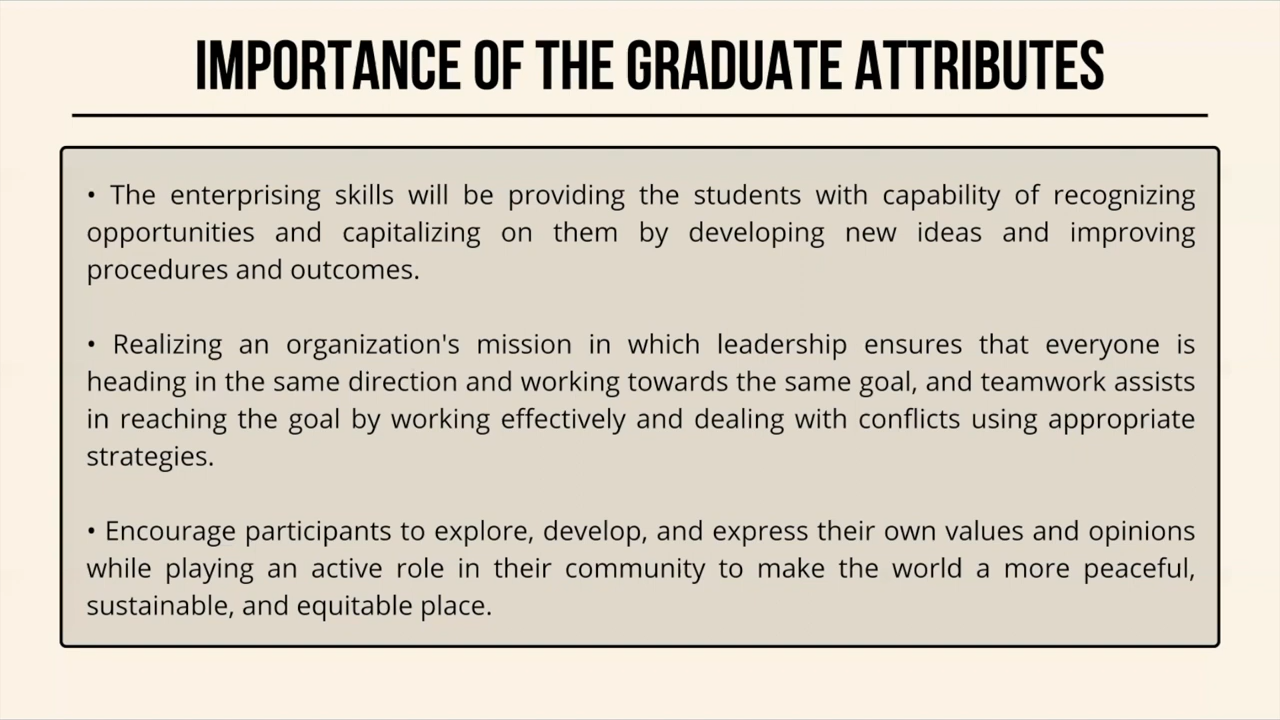 IMPORTANCE OF THE GRADUATE ATTRIBUTES
• The enterprising skills will be providing the students with capability of recognizing
opportunities and capitalizing on them by developing new ideas and improving
procedures and outcomes.
• Realizing an organization's mission in which leadership ensures that everyone is
heading in the same direction and working towards the same goal, and teamwork assists
in reaching the goal by working effectively and dealing with conflicts using appropriate
strategies.
• Encourage participants to explore, develop, and express their own values and opinions
while playing an active role in their community to make the world a more peaceful,
sustainable, and equitable place.